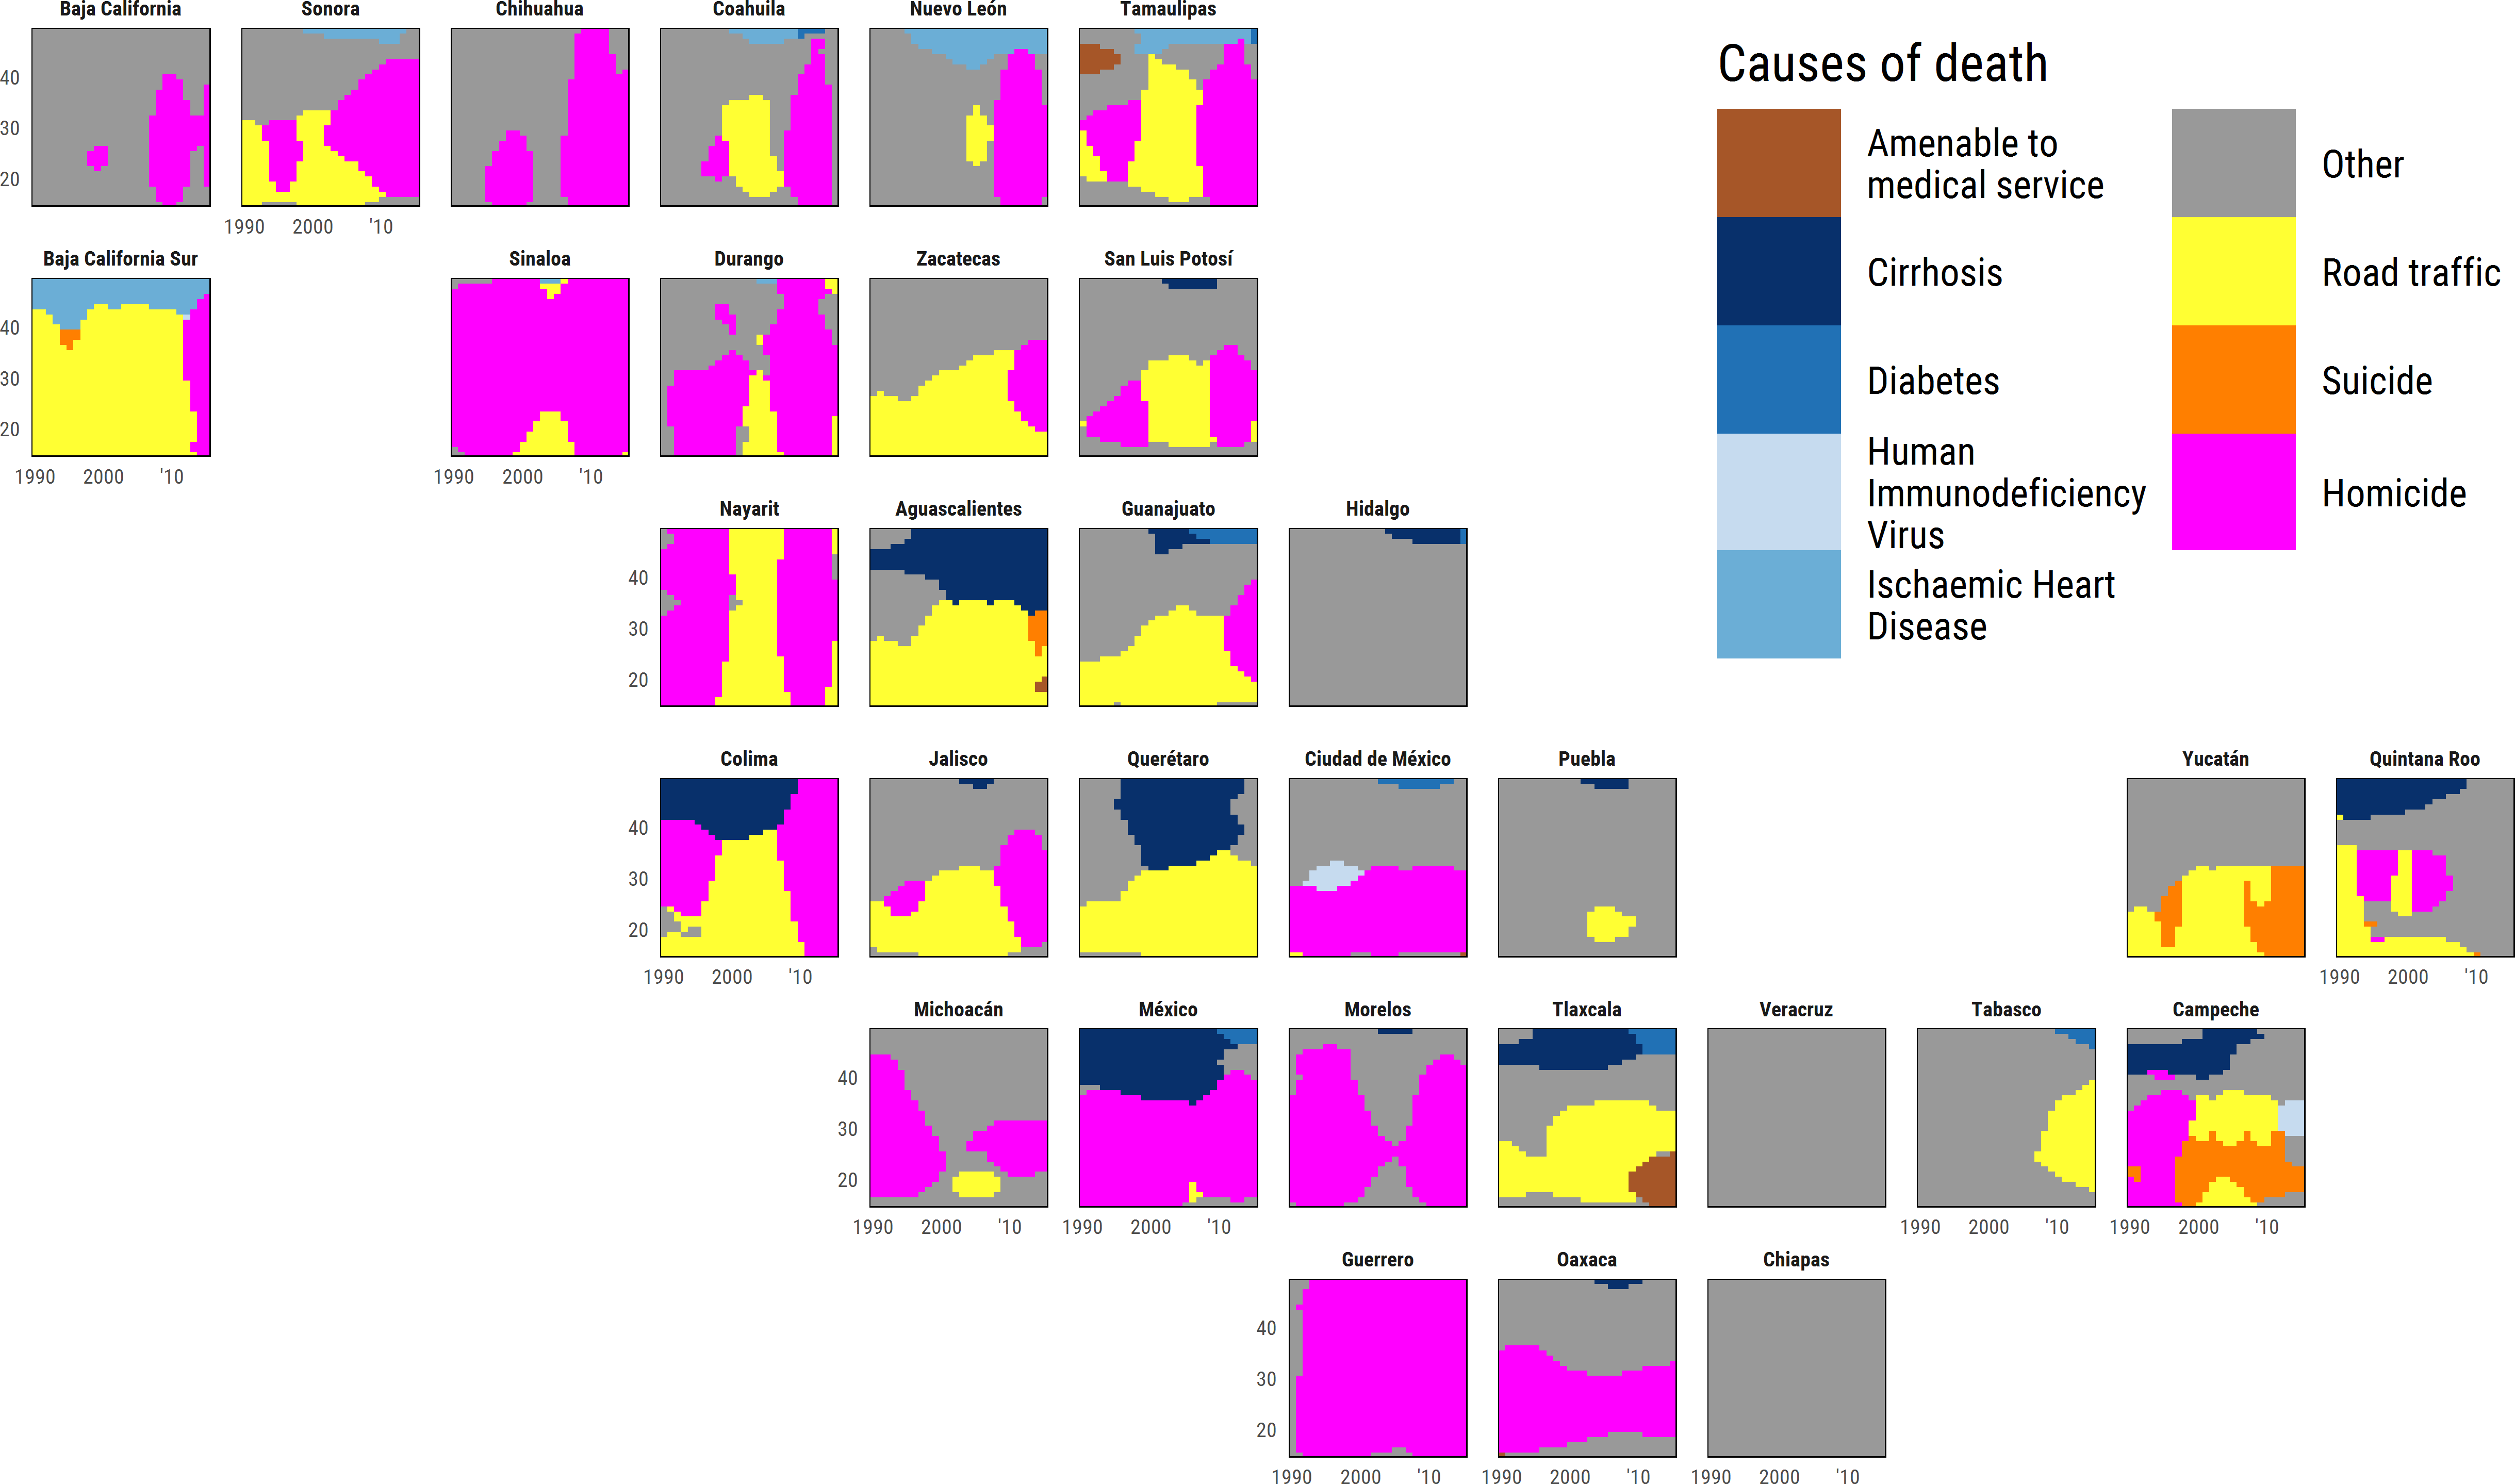 Baja California
Sonora
Chihuahua
Coahuila
Nuevo León
Tamaulipas
40
30
20
1990 2000 '10
Causes of death
Amenable to
medical service
Cirrhosis
Diabetes
Human
Immunodeficiency
Virus
Ischaemic Heart
Disease
Other
Road traffic
Suicide
Homicide
Baja California Sur
Sinaloa
Durango
Zacatecas
San Luis Potosí
40
30
20
1990 2000 '10
1990 2000 '10
Nayarit
Aguascalientes
Guanajuato
Hidalgo
40
30
20
Colima
Jalisco
Querétaro
Ciudad de México
Puebla
Yucatán
Quintana Roo
40
30
20
1990 2000 '10
1990 2000 '10
Michoacán
México
Morelos
Tlaxcala
Veracruz
Tabasco
Campeche
40
30
20
1990 2000 '10
1990 2000 '10
1990 2000 '10
1990 2000 '10
Guerrero
Oaxaca
Chiapas
40
30
20
1990 2000 '10
1990 2000 '10
1990 2000 '10